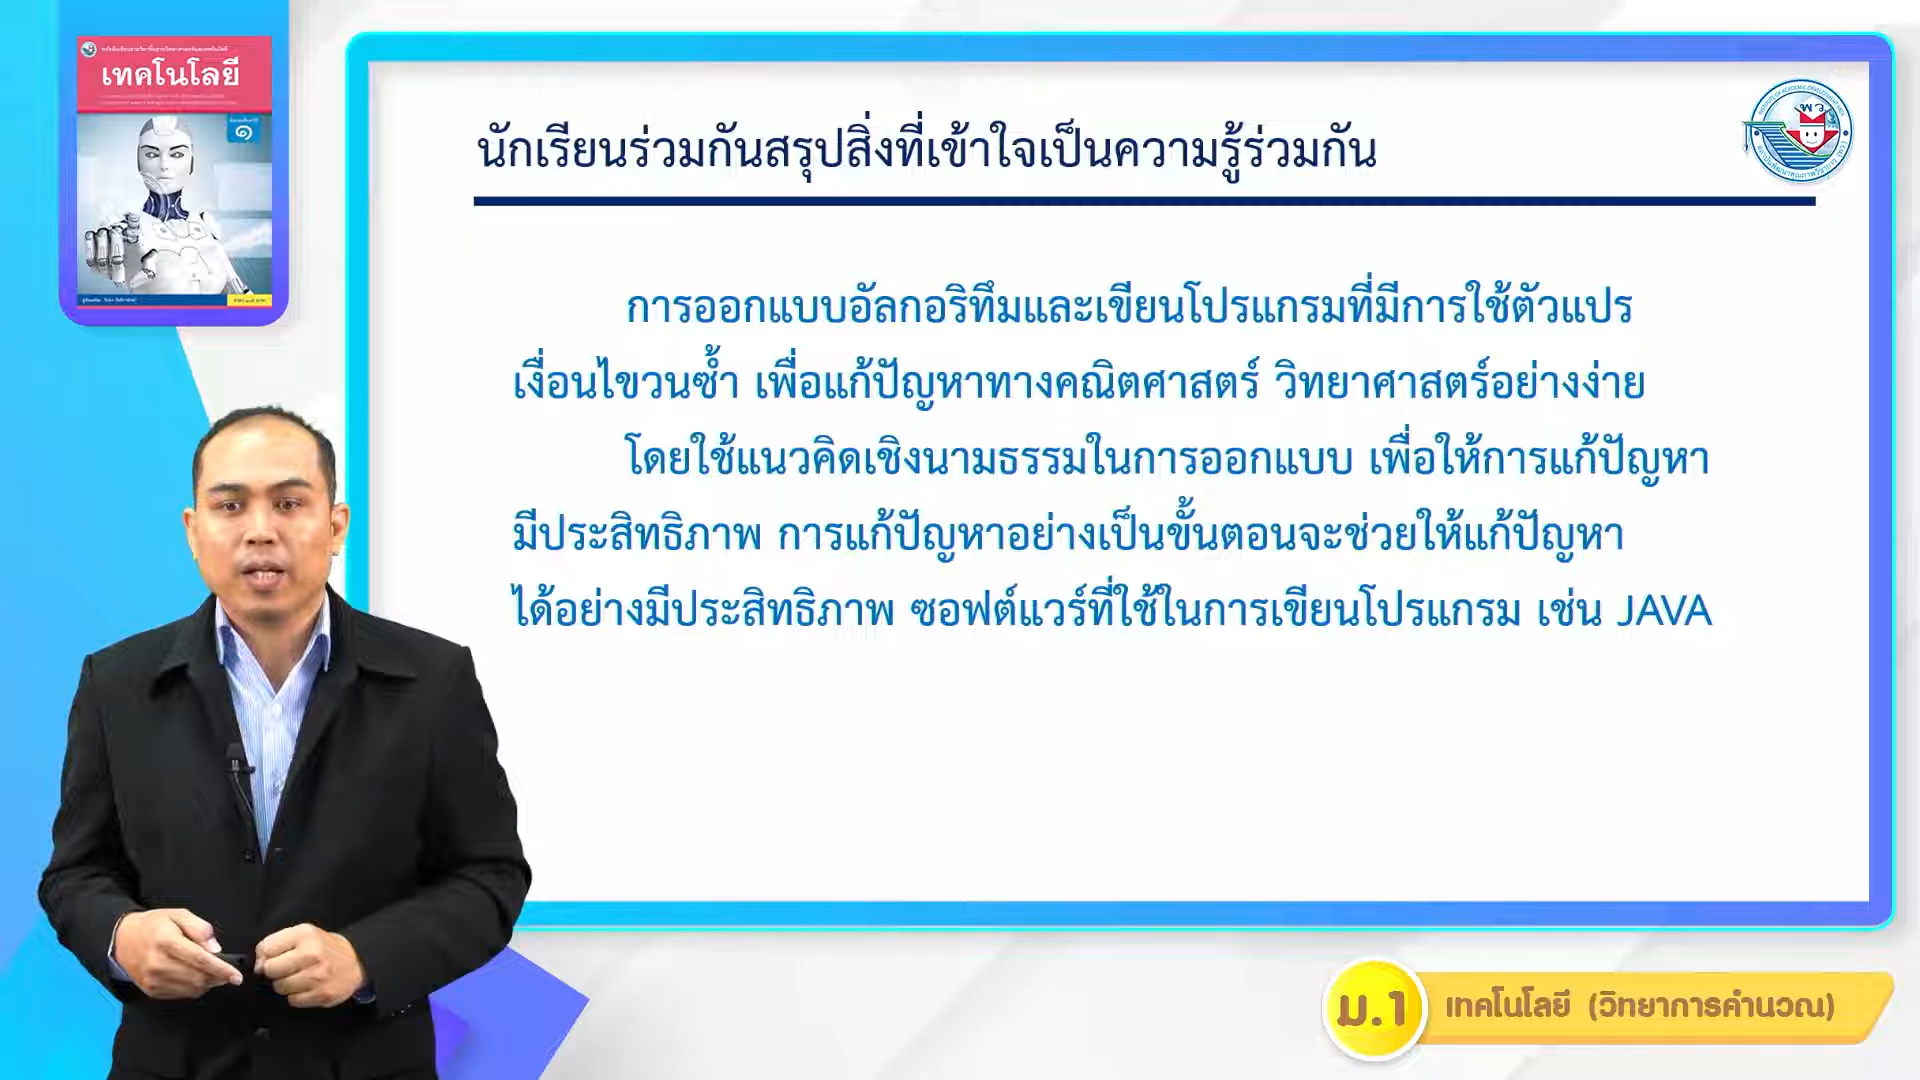 เทคโนโลยี
๑
พว
นักเรียนร่วมกันสรุปสิ่งที่เข้าใจเป็นความรู้ร่วมกัน
การออกแบบอัลกอริทึมและเขียนโปรแกรมที่มีการใช้ตัวแปร
เงื่อนไขวนซ้ำ เพื่อแก้ปัญหาทางคณิตศาสตร์ วิทยาศาสตร์อย่างง่าย
โดยใช้แนวคิดเชิงนามธรรมในการออกแบบ เพื่อให้การแก้ปัญหา
มีประสิทธิภาพ การแก้ปัญหาอย่างเป็นขั้นตอนจะช่วยให้แก้ปัญหา
ได้อย่างมีประสิทธิภาพ ซอฟต์แวร์ที่ใช้ในการเขียนโปรแกรม เช่น JAVA
ม.1 เทคโนโลยี (วิทยาการคำนวณ)